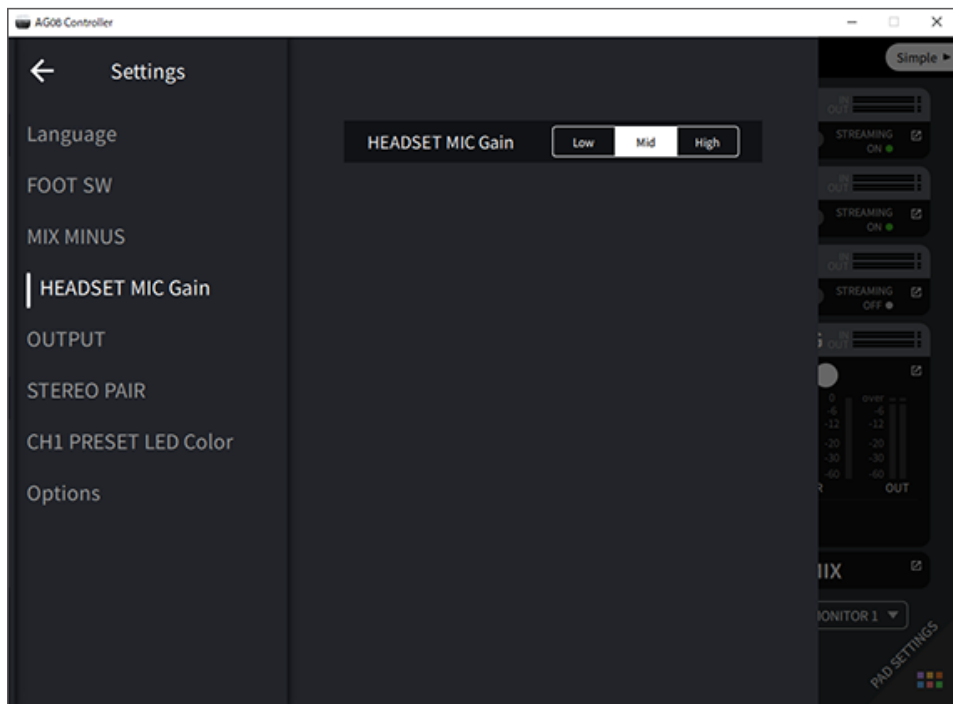 AG08 Controller
Settings
Simple
Language
FOOT SW
MIX MINUS
HEADSET MIC Gain
OUTPUT
STEREO PAIR
CH1 PRESET LED Color
Options
HEADSET MIC Gain Low Mid High
IN
OUT
STREAMING
ON
IN
OUT
STREAMING
ON
IN
OUT
STREAMING
OFF
IN
OUT
0 over
-6 -6
-12 -12
-20 -20
-30 -30
-60 -60
OUT
MONITOR 1
PAD SETTINGS